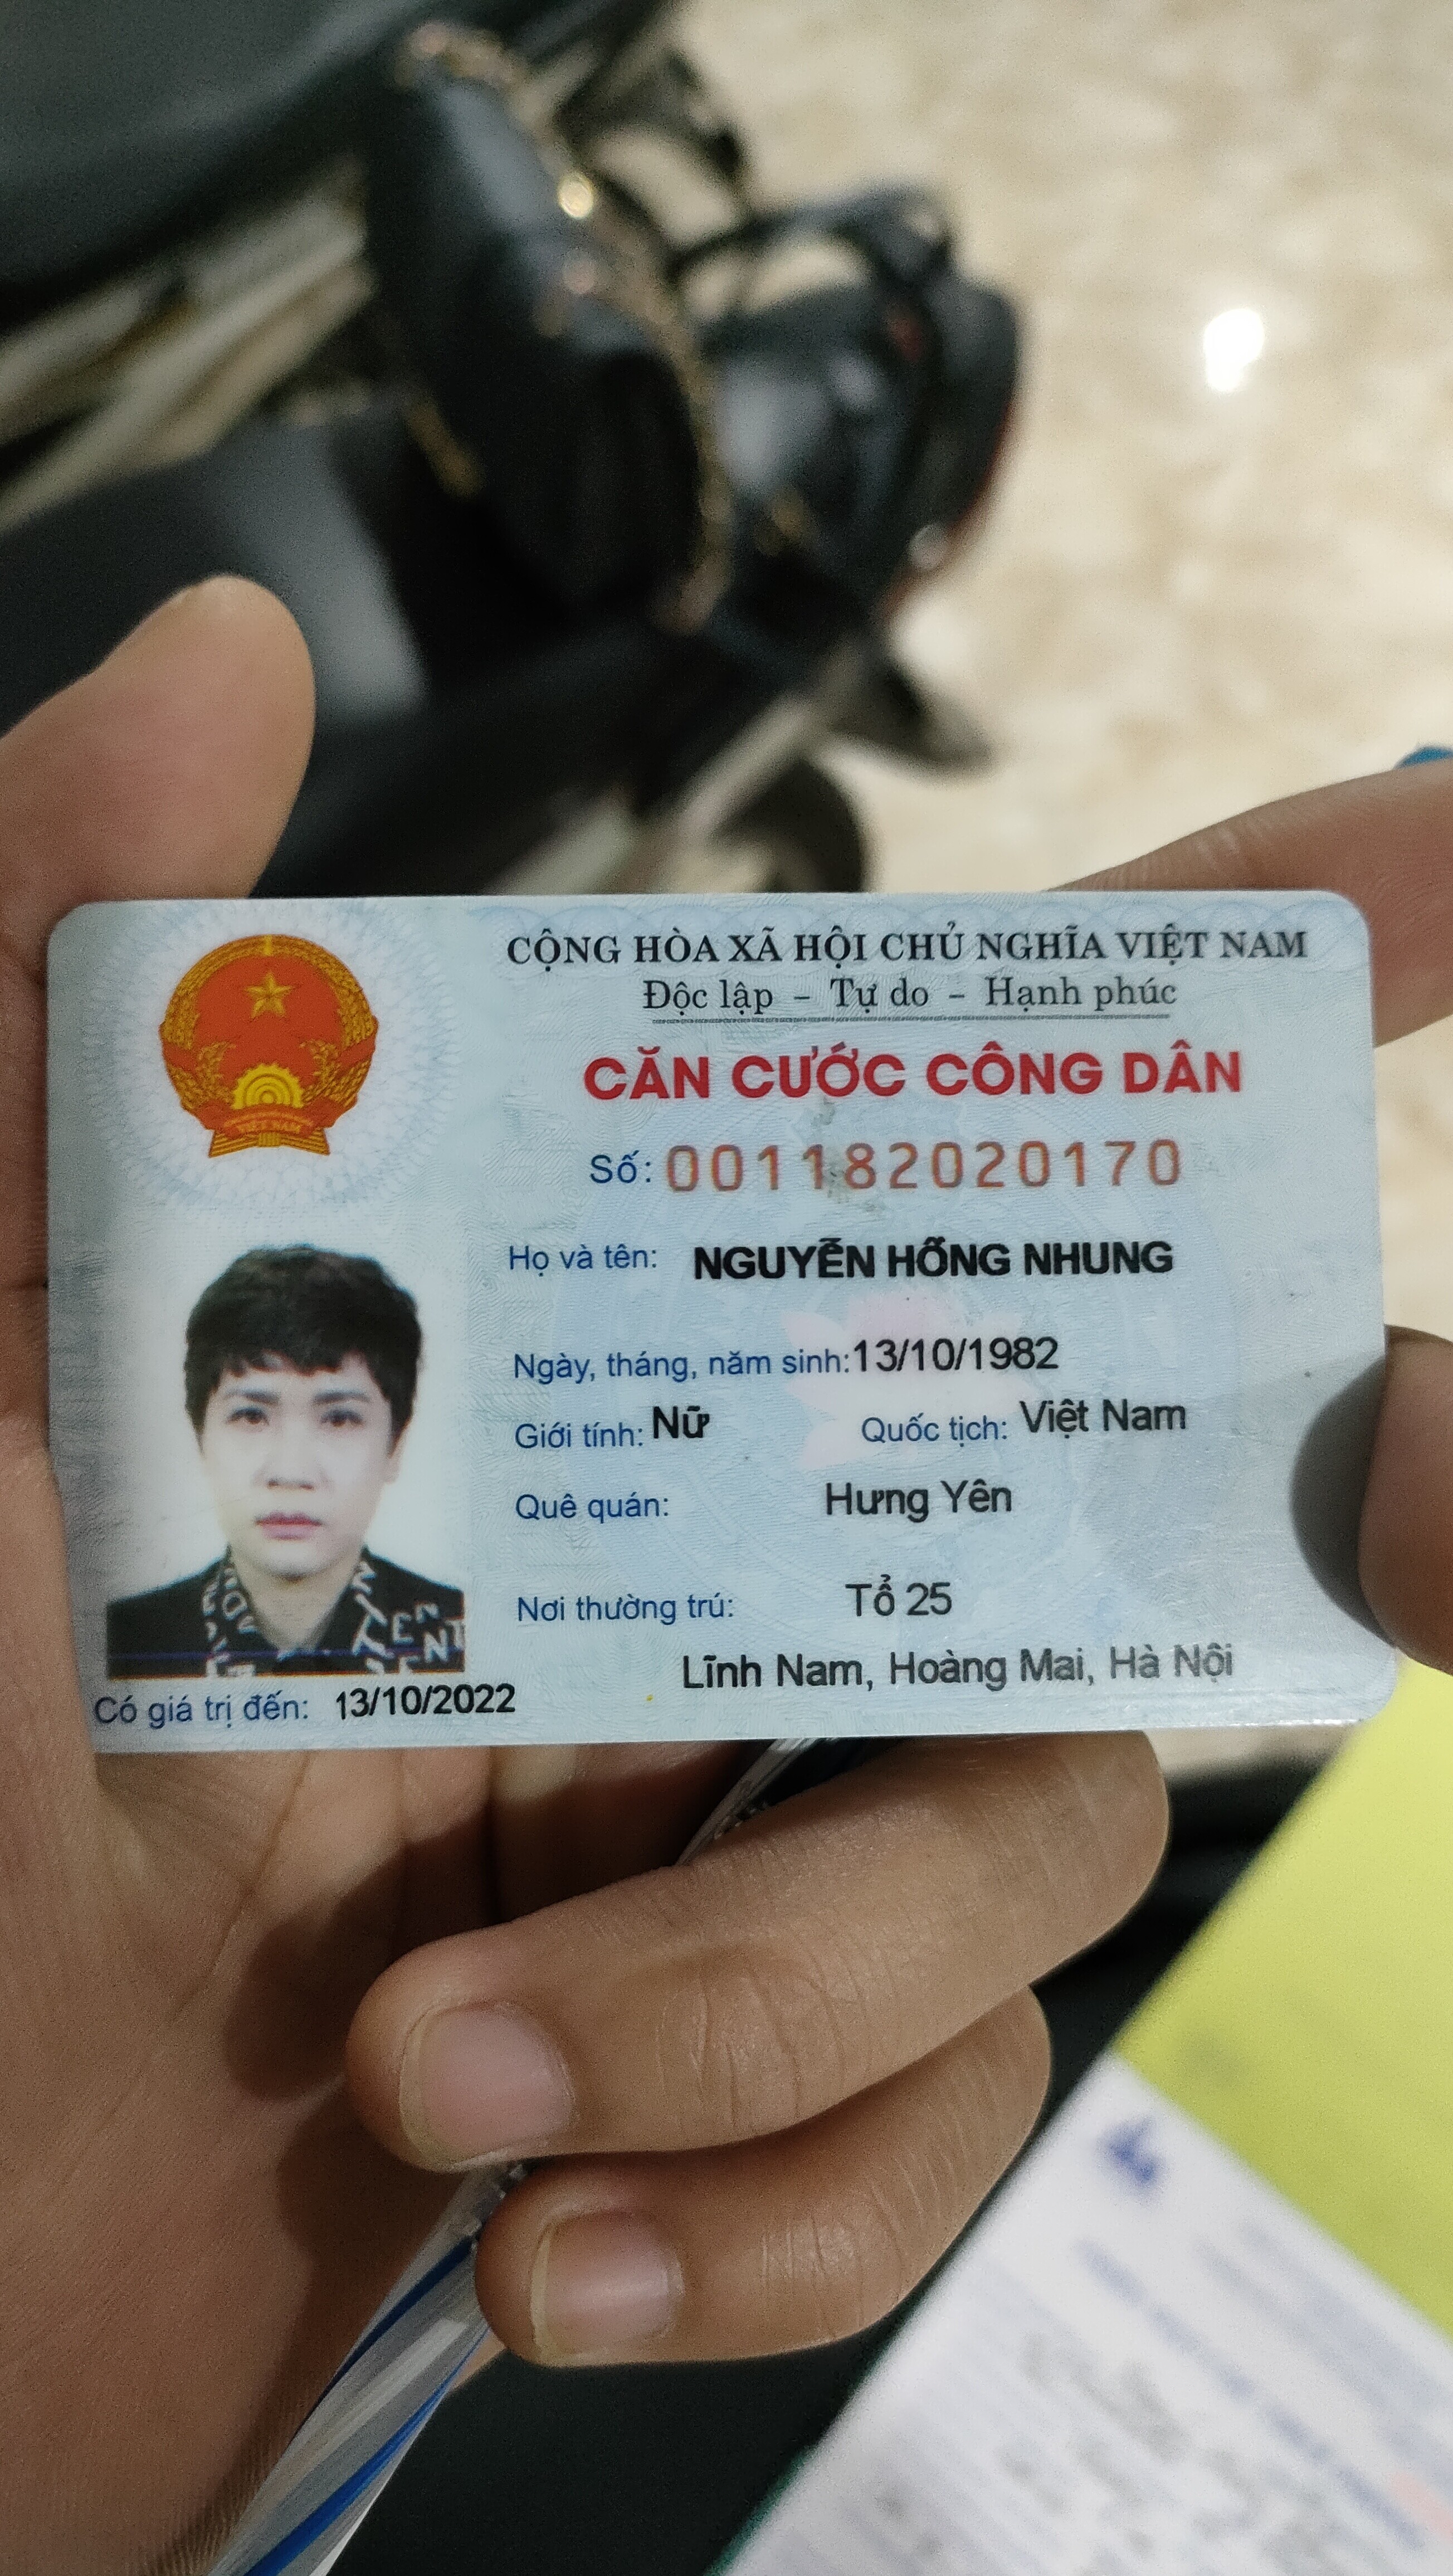 CỘNG HÒA XÃ HỘI CHỦ NGHĨA VIỆT NAM
Độc lập – Tự do – Hạnh phúc
CĂN CƯỚC CÔNG DÂN
Số: 001182020170
Họ và tên: NGUYỄN HỒNG NHUNG
Ngày, tháng, năm sinh: 13/10/1982
Giới tính: Nữ Quốc tịch: Việt Nam
Quê quán: Hưng Yên
Nơi thường trú: Tổ 25
Lĩnh Nam, Hoàng Mai, Hà Nội
Có giá trị đến: 13/10/2022
VIỆT NAM